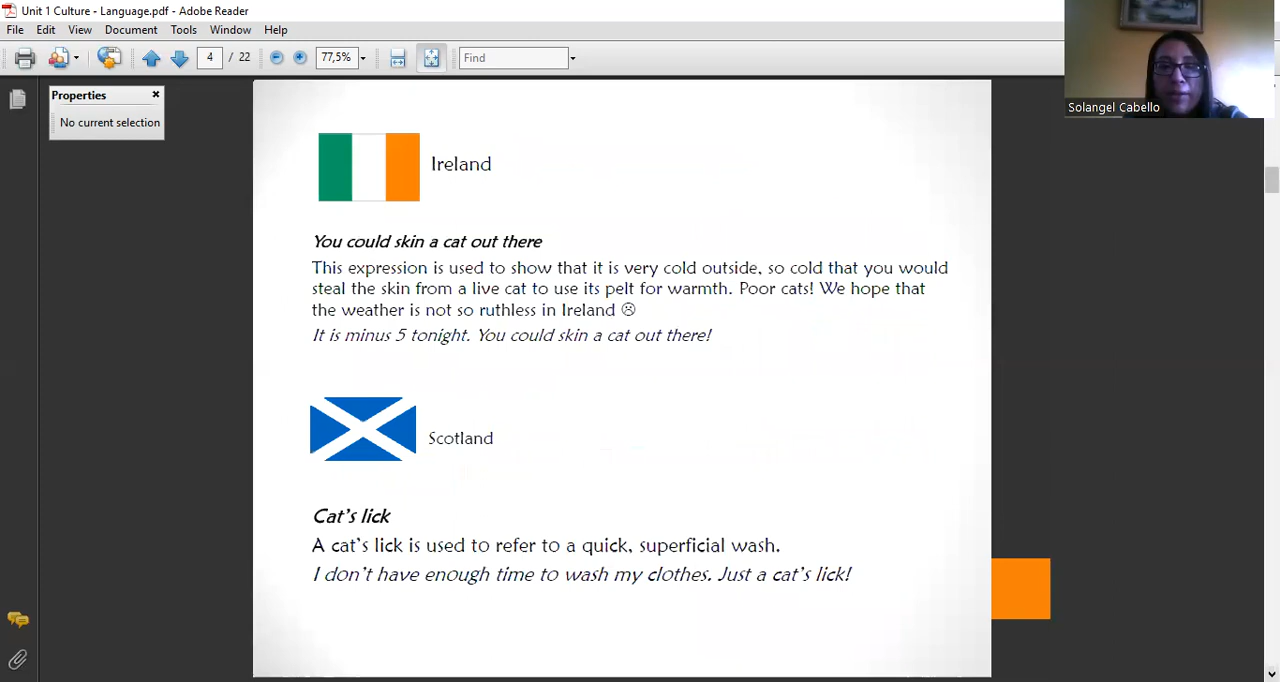 Unit 1 Culture - Language.pdf - Adobe Reader
File Edit View Document Tools Window Help
4 / 22 77,5% Find
Solangel Cabello
Properties
No current selection
Ireland
You could skin a cat out there
This expression is used to show that it is very cold outside, so cold that you would
steal the skin from a live cat to use its pelt for warmth. Poor cats! We hope that
the weather is not so ruthless in Ireland ☹
It is minus 5 tonight. You could skin a cat out there!
Scotland
Cat's lick
A cat's lick is used to refer to a quick, superficial wash.
I don't have enough time to wash my clothes. Just a cat's lick!